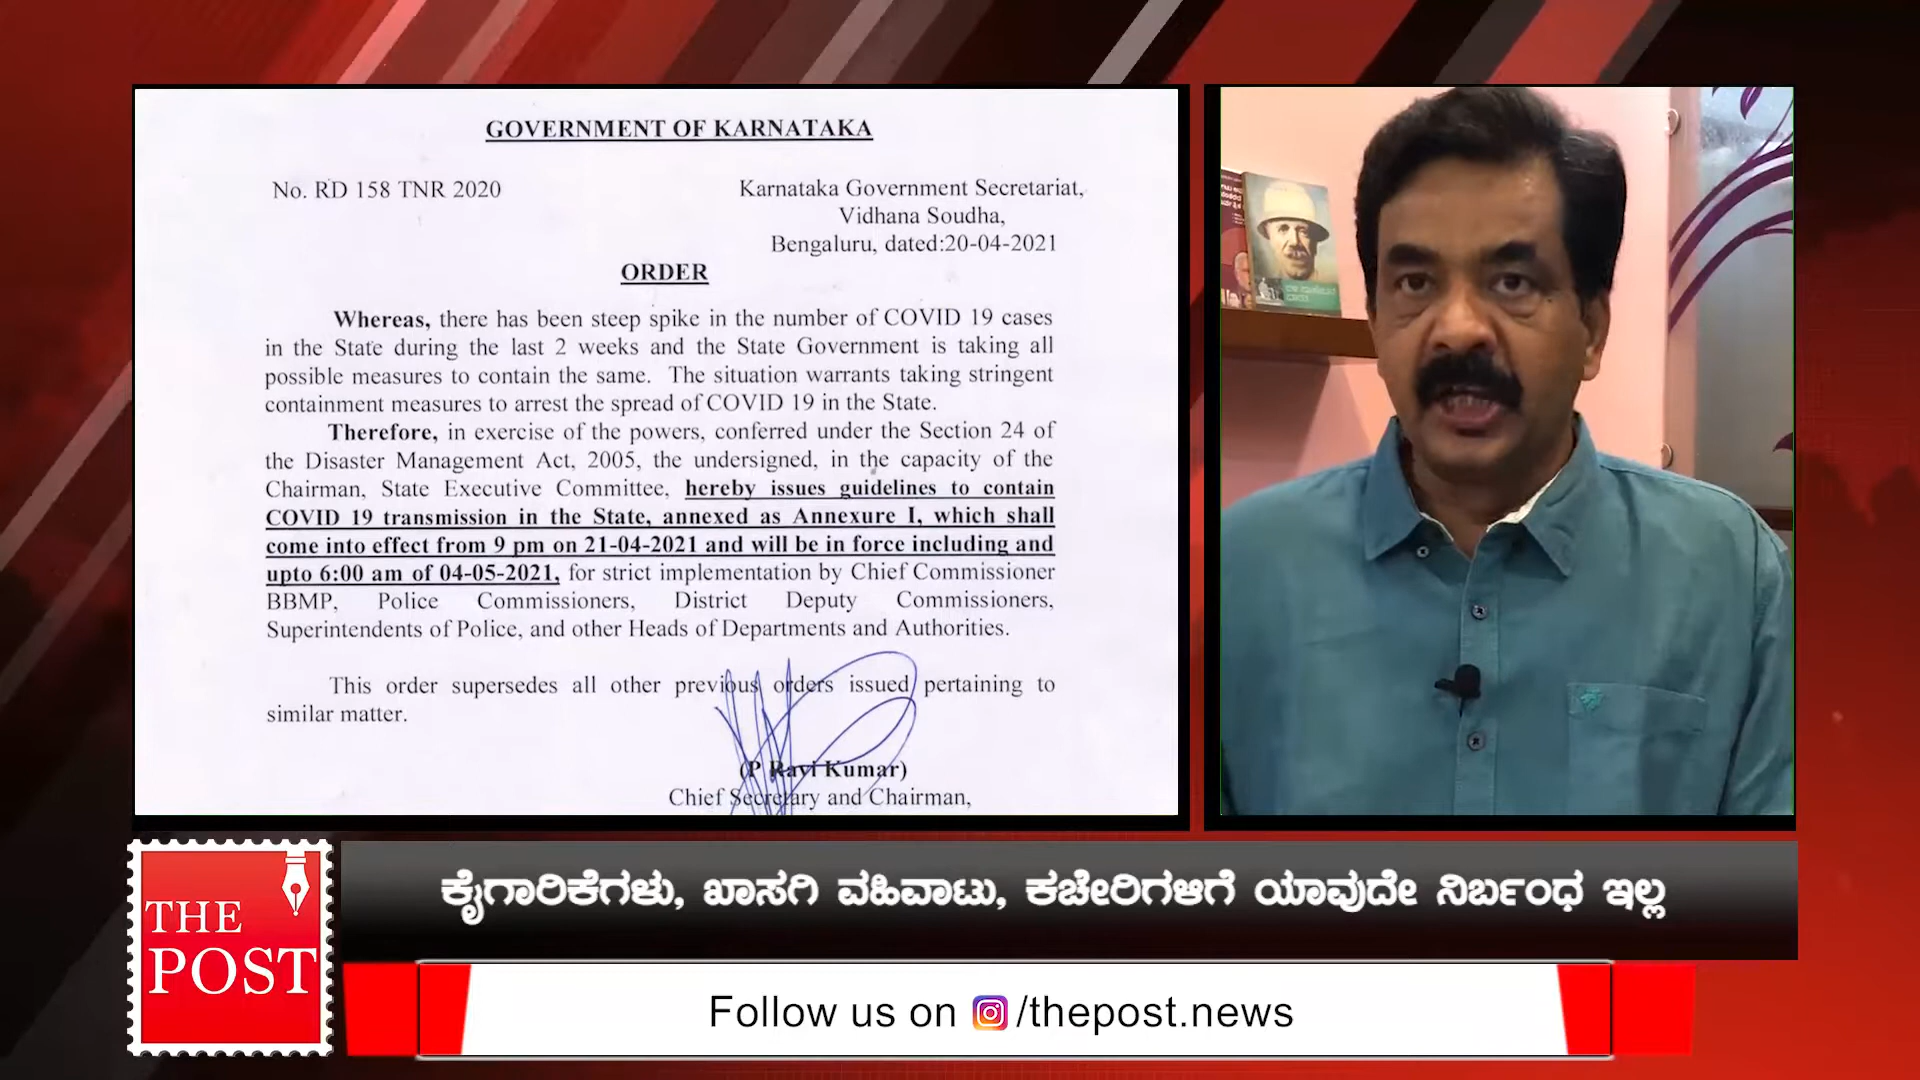 GOVERNMENT OF KARNATAKA
No. RD 158 TNR 2020
Karnataka Government Secretariat,
Vidhana Soudha,
Bengaluru, dated:20-04-2021
ORDER
Whereas, there has been steep spike in the number of COVID 19 cases
in the State during the last 2 weeks and the State Government is taking all
possible measures to contain the same. The situation warrants taking stringent
containment measures to arrest the spread of COVID 19 in the State.
Therefore, in exercise of the powers, conferred under the Section 24 of
the Disaster Management Act, 2005, the undersigned, in the capacity of the
Chairman, State Executive Committee, hereby issues guidelines to contain
COVID 19 transmission in the State, annexed as Annexure I, which shall
come into effect from 9 pm on 21-04-2021 and will be in force including and
upto 6:00 am of 04-05-2021, for strict implementation by Chief Commissioner
BBMP, Police Commissioners, District Deputy Commissioners,
Superintendents of Police, and other Heads of Departments and Authorities.
This order supersedes all other previous orders issued pertaining to
similar matter.
(P Ravi Kumar)
Chief Secretary and Chairman,
THE
POST
ಕೈಗಾರಿಕೆಗಳು, ಖಾಸಗಿ ವಹಿವಾಟು, ಕಚೇರಿಗಳಿಗೆ ಯಾವುದೇ ನಿರ್ಬಂಧ ಇಲ್ಲ
Follow us on /thepost.news